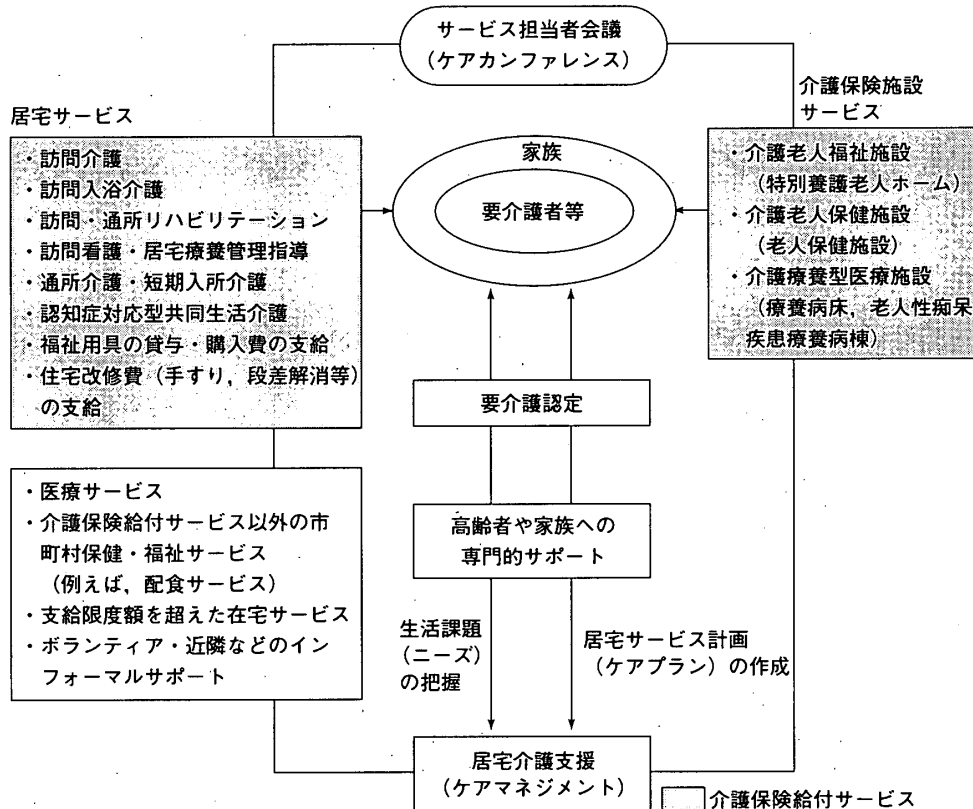 サービス担当者会議
（ケアカンファレンス）
居宅サービス
・訪問介護
・訪問入浴介護
・訪問・通所リハビリテーション
・訪問看護・居宅療養管理指導
・通所介護・短期入所介護
・認知症対応型共同生活介護
・福祉用具の貸与・購入費の支給
・住宅改修費（手すり，段差解消等）
の支給
家族
要介護者等
介護保険施設
サービス
・介護老人福祉施設
（特別養護老人ホーム）
・介護老人保健施設
（老人保健施設）
・介護療養型医療施設
（療養病床，老人性痴呆
疾患療養病棟）
要介護認定
・医療サービス
・介護保険給付サービス以外の市
町村保健・福祉サービス
（例えば，配食サービス）
・支給限度額を超えた在宅サービス
・ボランティア・近隣などのイン
フォーマルサポート
高齢者や家族への
専門的サポート
生活課題
（ニーズ）
の把握
居宅サービス計画
（ケアプラン）の作成
居宅介護支援
（ケアマネジメント）
介護保険給付サービス